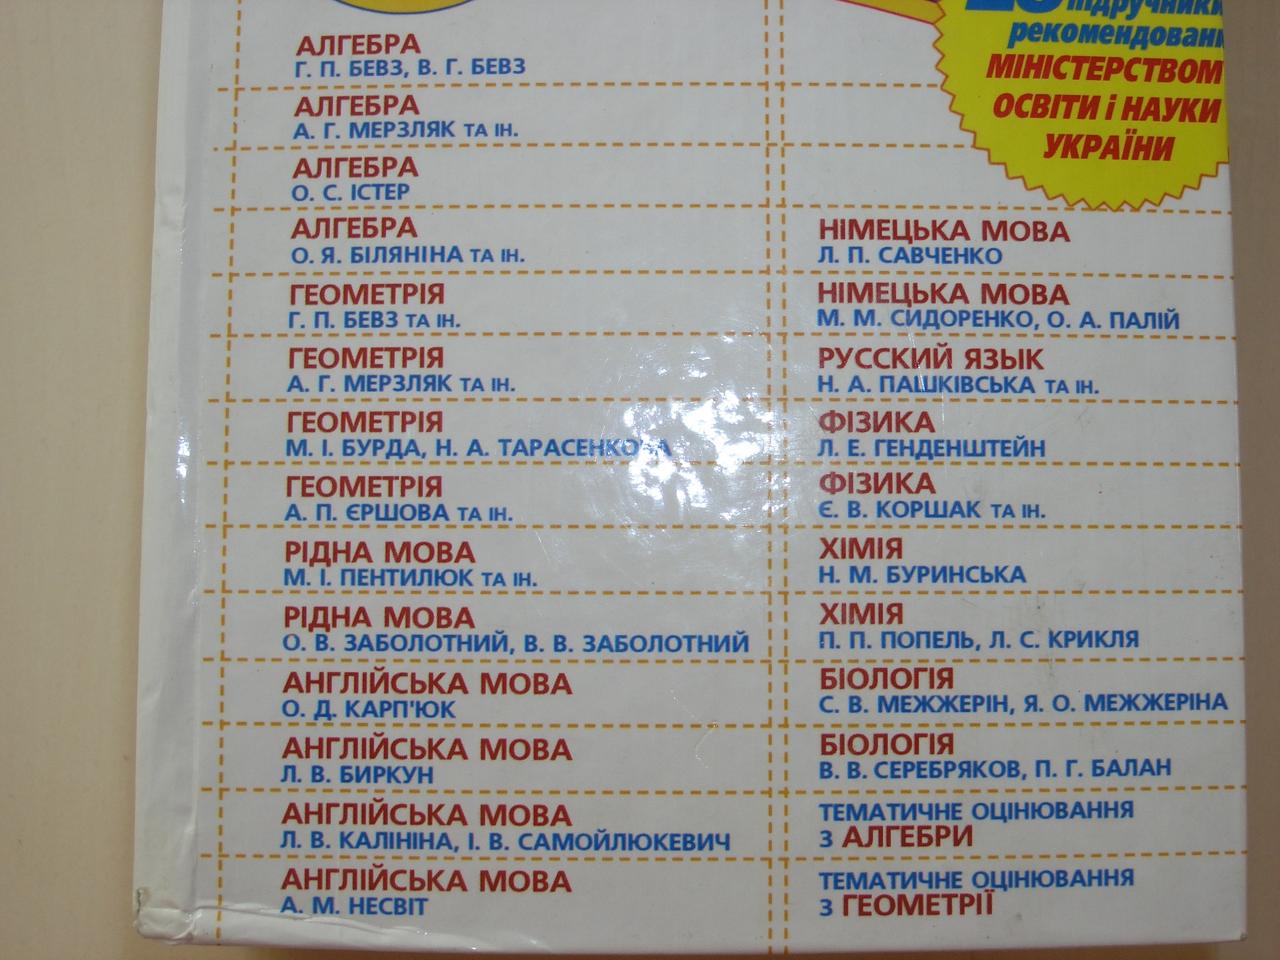 АЛГЕБРА
Г. П. БЕВЗ, В. Г. БЕВЗ
АЛГЕБРА
А. Г. МЕРЗЛЯК ТА ІН.
АЛГЕБРА
О. С. ІСТЕР
АЛГЕБРА
О. Я. БІЛЯНІНА ТА ІН.
ГЕОМЕТРІЯ
Г. П. БЕВЗ ТА ІН.
ГЕОМЕТРІЯ
А. Г. МЕРЗЛЯК ТА ІН.
ГЕОМЕТРІЯ
М. І. БУРДА, Н. А. ТАРАСЕНКОВА
ГЕОМЕТРІЯ
А. П. ЄРШОВА ТА ІН.
РІДНА МОВА
М. І. ПЕНТИЛЮК ТА ІН.
РІДНА МОВА
О. В. ЗАБОЛОТНИЙ, В. В. ЗАБОЛОТНИЙ
АНГЛІЙСЬКА МОВА
О. Д. КАРП'ЮК
АНГЛІЙСЬКА МОВА
Л. В. БИРКУН
АНГЛІЙСЬКА МОВА
Л. В. КАЛІНІНА, І. В. САМОЙЛЮКЕВИЧ
АНГЛІЙСЬКА МОВА
А. М. НЕСВІТ
підручники
рекомендовані
МІНІСТЕРСТВОМ
ОСВІТИ і НАУКИ
УКРАЇНИ
НІМЕЦЬКА МОВА
Л. П. САВЧЕНКО
НІМЕЦЬКА МОВА
М. М. СИДОРЕНКО, О. А. ПАЛІЙ
РУССКИЙ ЯЗЫК
Н. А. ПАШКІВСЬКА ТА ІН.
ФІЗИКА
Л. Е. ГЕНДЕНШТЕЙН
ФІЗИКА
Є. В. КОРШАК ТА ІН.
ХІМІЯ
Н. М. БУРИНСЬКА
ХІМІЯ
П. П. ПОПЕЛЬ, Л. С. КРИКЛЯ
БІОЛОГІЯ
С. В. МЕЖЖЕРІН, Я. О. МЕЖЖЕРІНА
БІОЛОГІЯ
В. В. СЕРЕБРЯКОВ, П. Г. БАЛАН
ТЕМАТИЧНЕ ОЦІНЮВАННЯ
З АЛГЕБРИ
ТЕМАТИЧНЕ ОЦІНЮВАННЯ
З ГЕОМЕТРІЇ